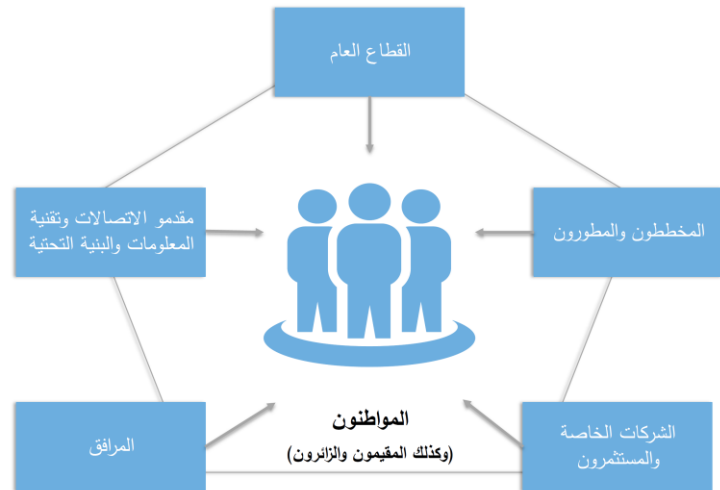 القطاع العام
المخططون والمطورون
مقدمو الاتصالات وتقنية
المعلومات والبنية التحتية
المواطنون
(وكذلك المقيمون والزائرون)
الشركات الخاصة
والمستثمرون
المرافق